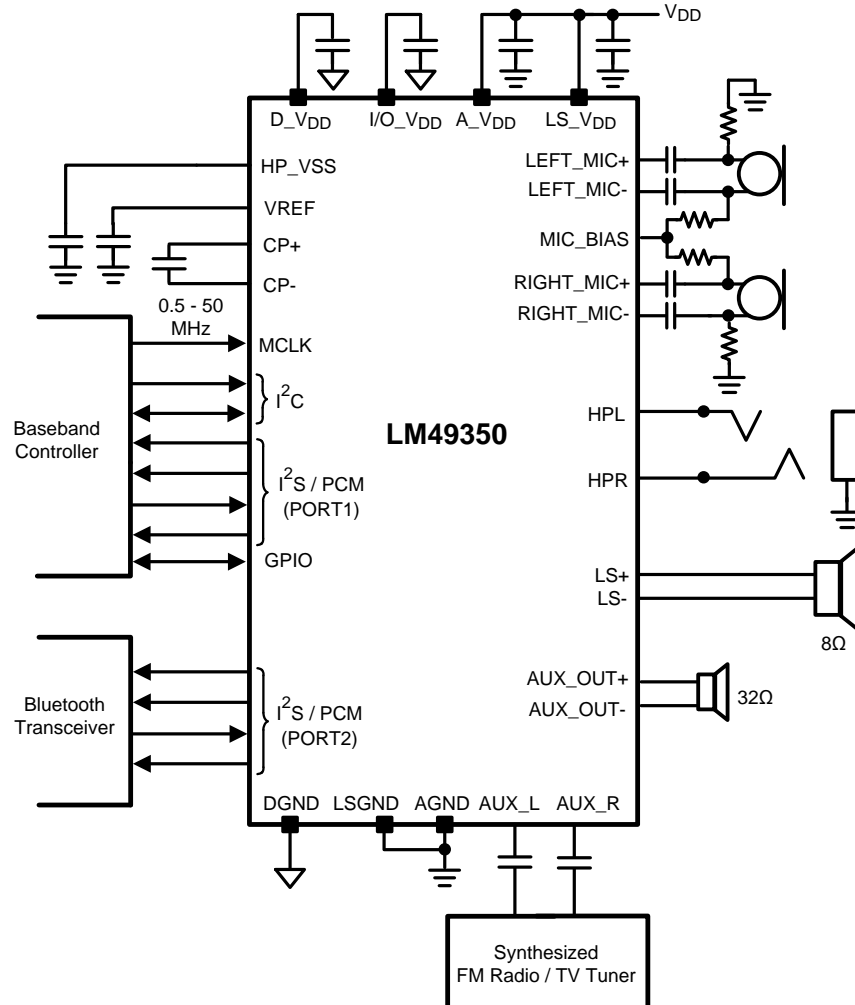 VDD
D_VDD
I/O_VDD
A_VDD
LS_VDD
HP_VSS
VREF
CP+
CP-
0.5 - 50
MHz
MCLK
I²C
Baseband
Controller
I²S / PCM
(PORT1)
GPIO
Bluetooth
Transceiver
I²S / PCM
(PORT2)
LM49350
LEFT_MIC+
LEFT_MIC-
MIC_BIAS
RIGHT_MIC+
RIGHT_MIC-
HPL
HPR
LS+
LS-
8Ω
AUX_OUT+
AUX_OUT-
32Ω
DGND
LSGND
AGND
AUX_L
AUX_R
Synthesized
FM Radio / TV Tuner